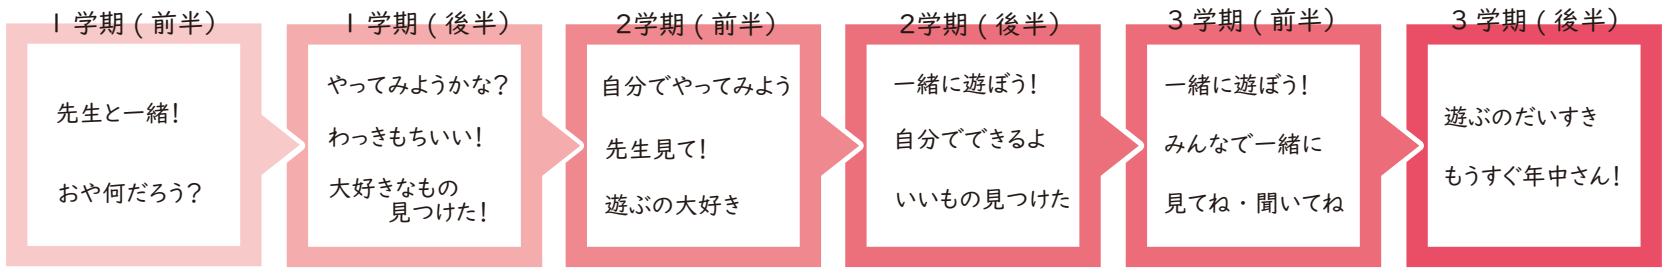 1学期(前半)
先生と一緒!
おや何だろう?
1学期(後半)
やってみようかな?
わっきもちいい!
大好きなもの
見つけた!
2学期(前半)
自分でやってみよう
先生見て!
遊ぶの大好き
2学期(後半)
一緒に遊ぼう!
自分でできるよ
いいもの見つけた
3学期(前半)
一緒に遊ぼう!
みんなで一緒に
見てね・聞いてね
3学期(後半)
遊ぶのだいすき
もうすぐ年中さん!